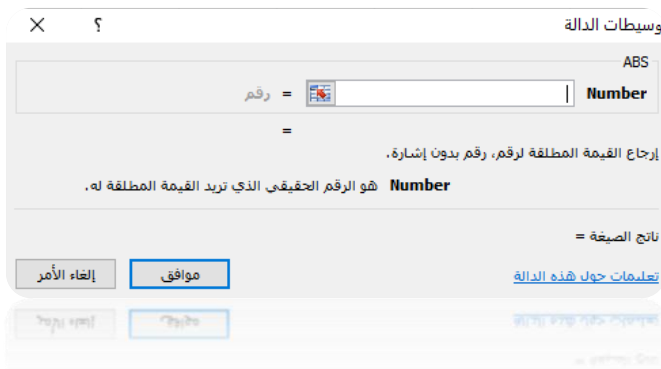 وسيطات الدالة ؟ ×
ABS
Number = رقم
=
إرجاع القيمة المطلقة لرقم، رقم بدون إشارة.
Number هو الرقم الحقيقي الذي تريد القيمة المطلقة له.
ناتج الصيغة =
تعليمات حول هذه الدالة موافق إلغاء الأمر